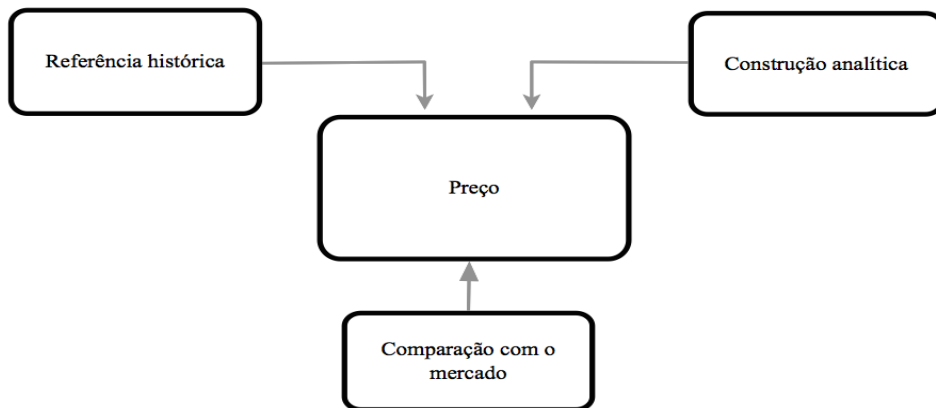 Referência histórica
Construção analítica
Preço
Comparação com o
mercado